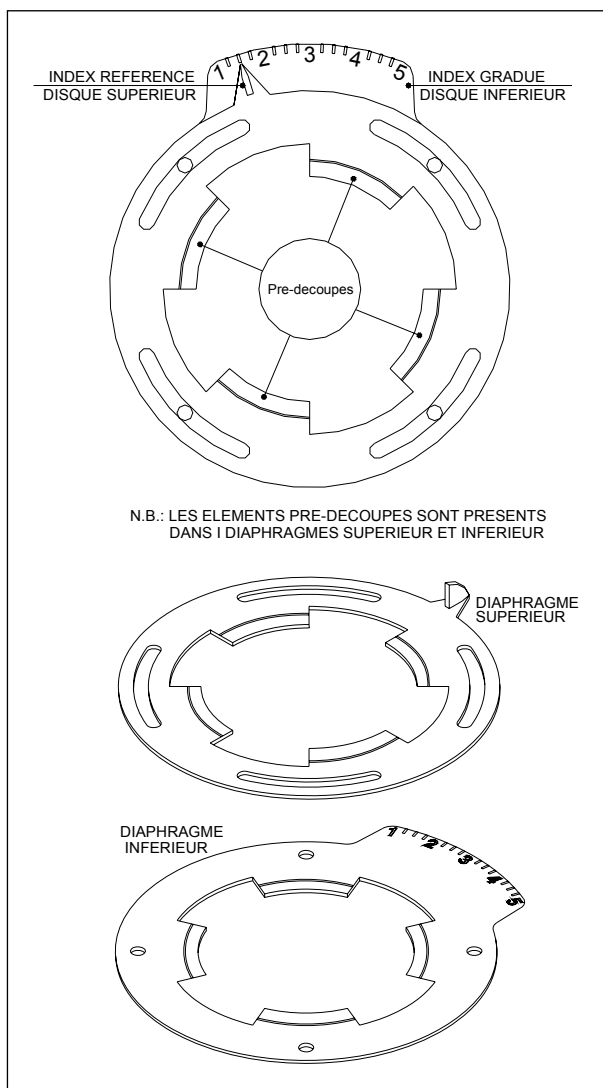 1 2 3 4 5
INDEX REFERENCE
DISQUE SUPERIEUR
INDEX GRADUE
DISQUE INFERIEUR
Pre-decoupes
N.B.: LES ELEMENTS PRE-DECOUPES SONT PRESENTS
DANS I DIAPHRAGMES SUPERIEUR ET INFERIEUR
DIAPHRAGME
SUPERIEUR
DIAPHRAGME
INFERIEUR
1 2 3 4 5